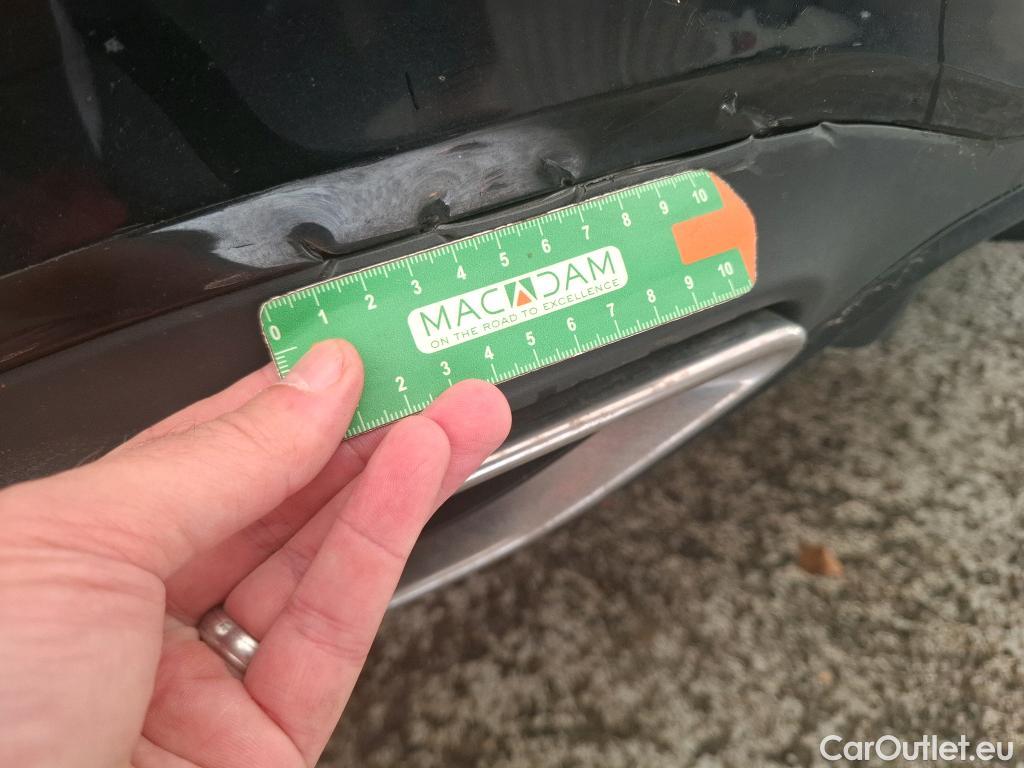 0 1 2 3 4 5 6 7 8 9 10
MACADAM
ON THE ROAD TO EXCELLENCE
2 3 4 5 6 7 8 9 10
CarOutlet.eu